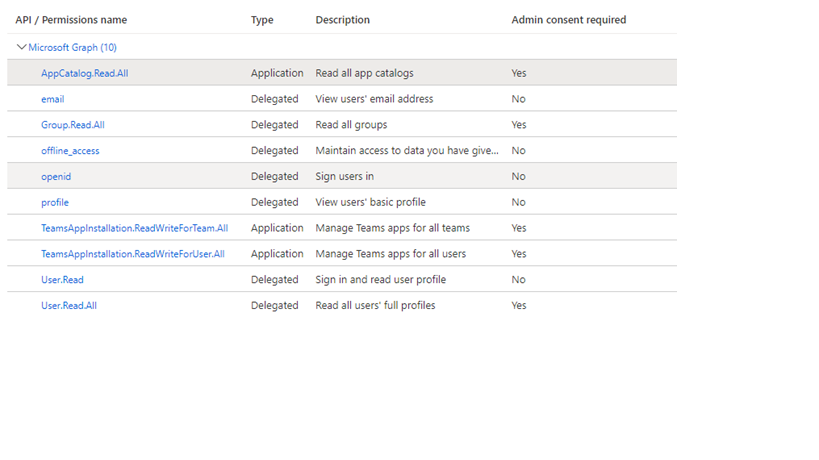 API / Permissions name Type Description Admin consent required
Microsoft Graph (10)
AppCatalog.Read.All Application Read all app catalogs Yes
email Delegated View users' email address No
Group.Read.All Delegated Read all groups Yes
offline_access Delegated Maintain access to data you have give... No
openid Delegated Sign users in No
profile Delegated View users' basic profile No
TeamsAppInstallation.ReadWriteForTeam.All Application Manage Teams apps for all teams Yes
TeamsAppInstallation.ReadWriteForUser.All Application Manage Teams apps for all users Yes
User.Read Delegated Sign in and read user profile No
User.Read.All Delegated Read all users' full profiles Yes